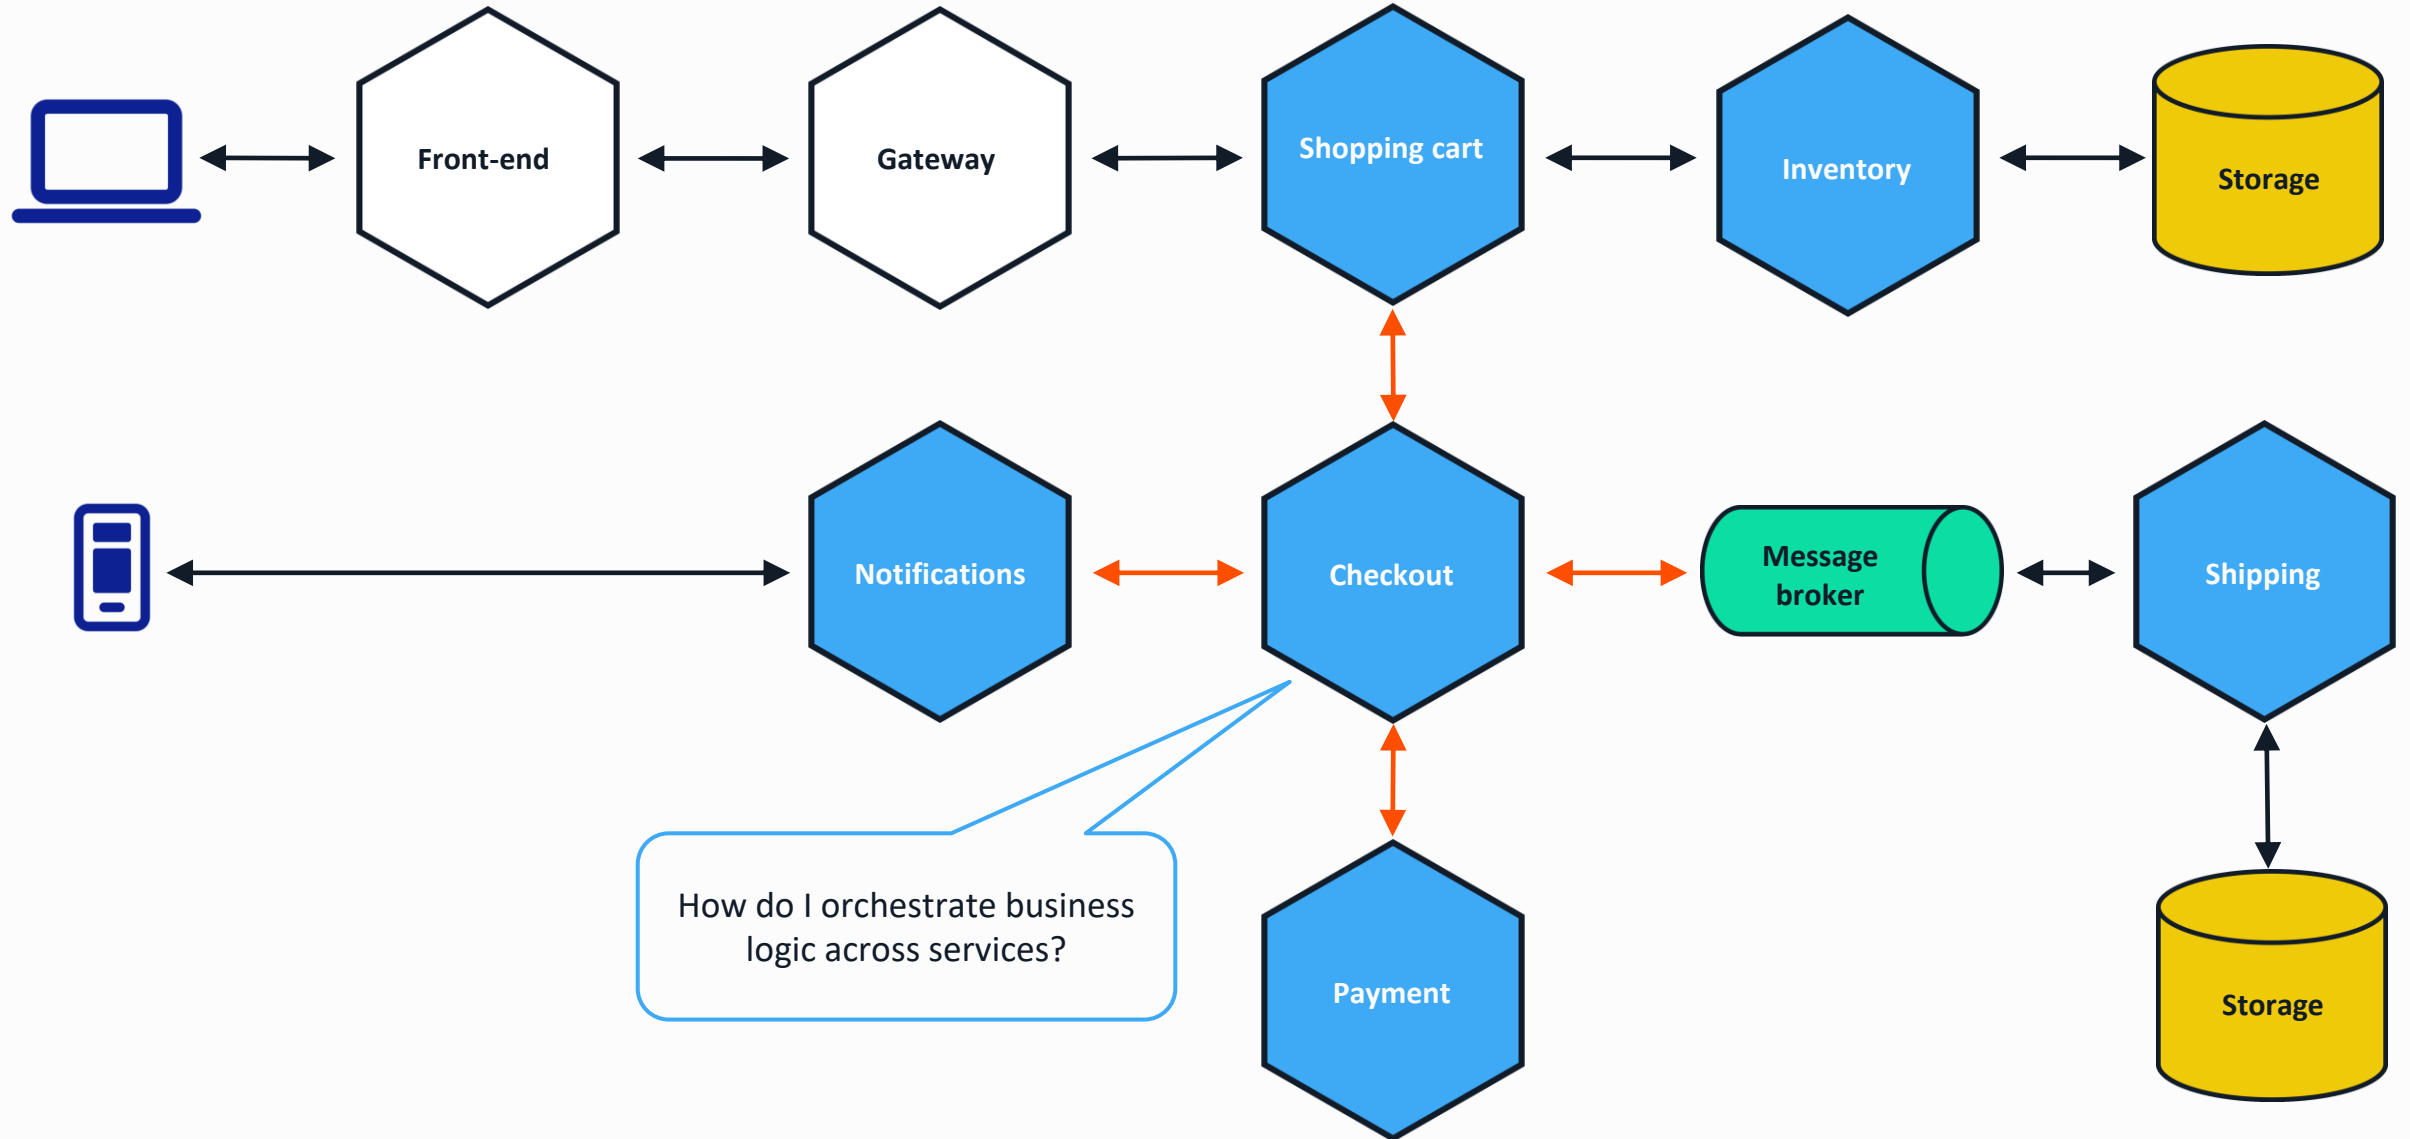 Front-end
Gateway
Shopping cart
Inventory
Storage
Notifications
Checkout
Message
broker
Shipping
How do I orchestrate business
logic across services?
Payment
Storage